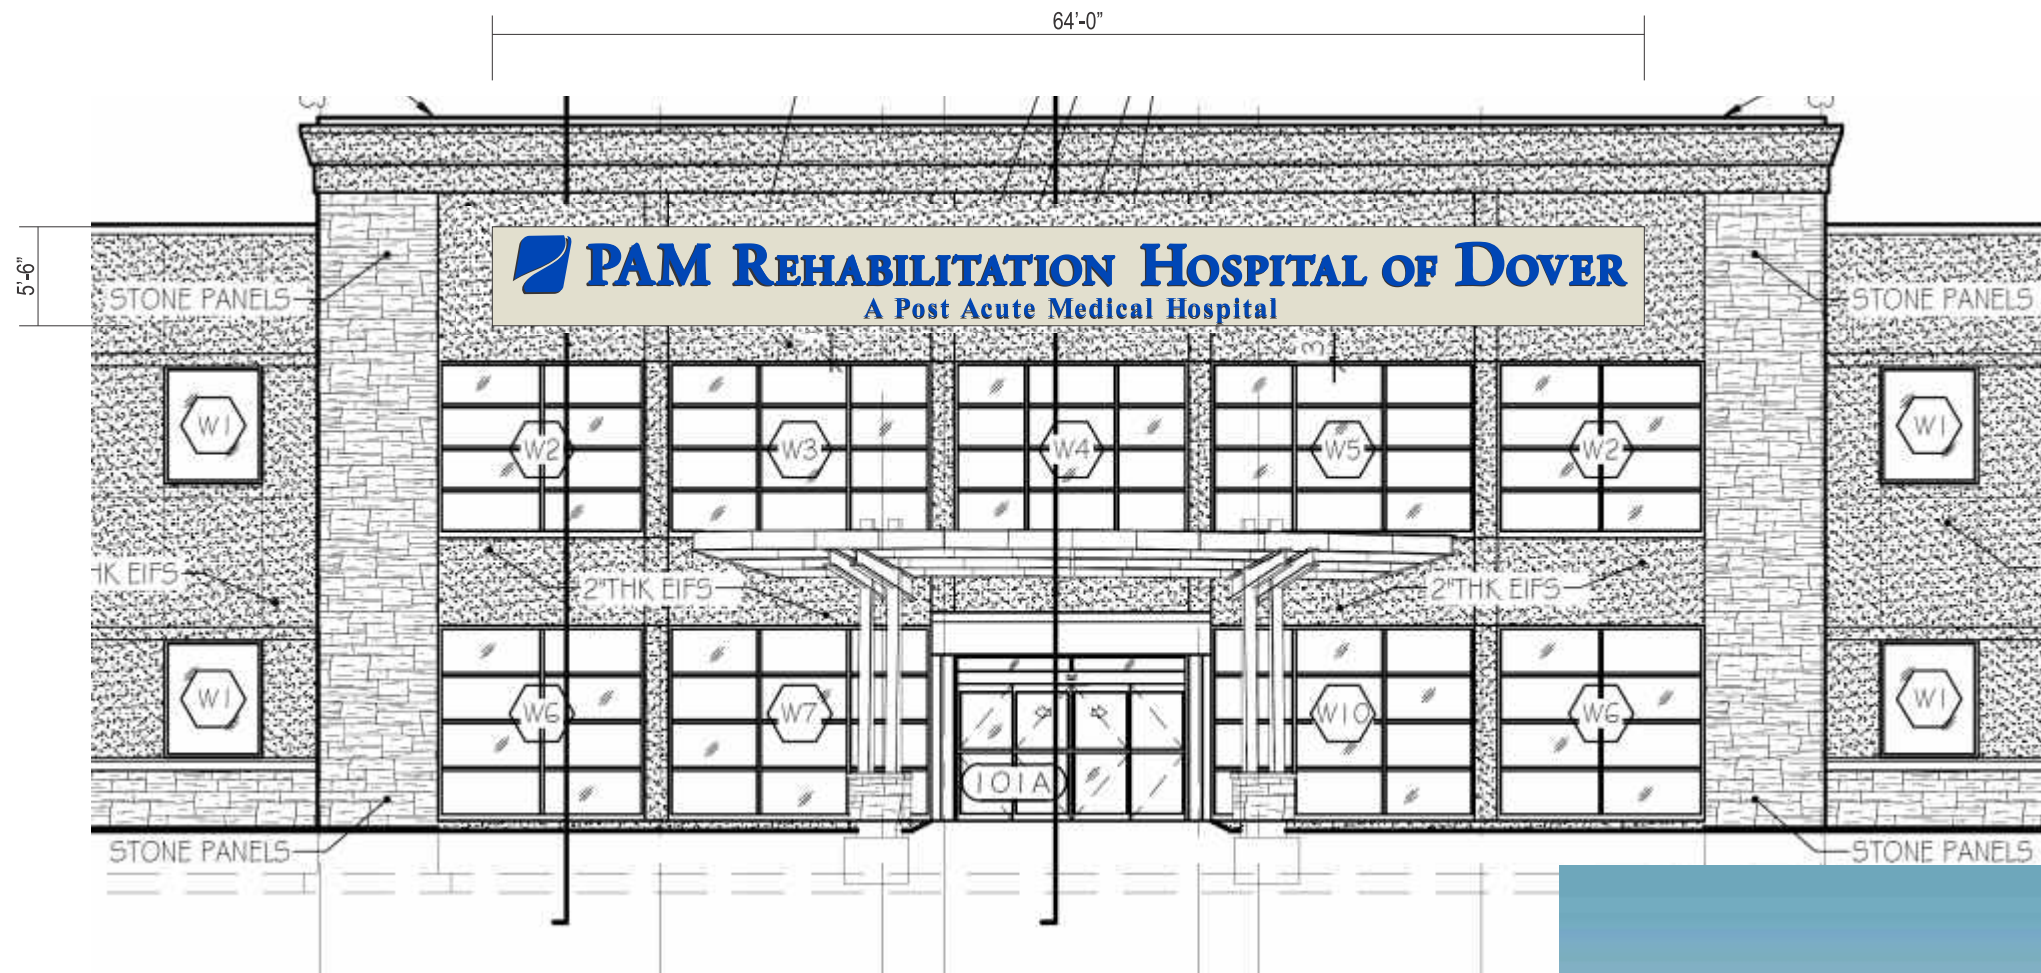 64'-0"
5'-6"
PAM REHABILITATION HOSPITAL OF DOVER
A Post Acute Medical Hospital
STONE PANELS
STONE PANELS
W1
W2
W3
W4
W5
W2
W1
HK EIFS
2"THK EIFS
2"THK EIFS
W1
W6
W7
W10
W6
W1
101A
STONE PANELS
STONE PANELS